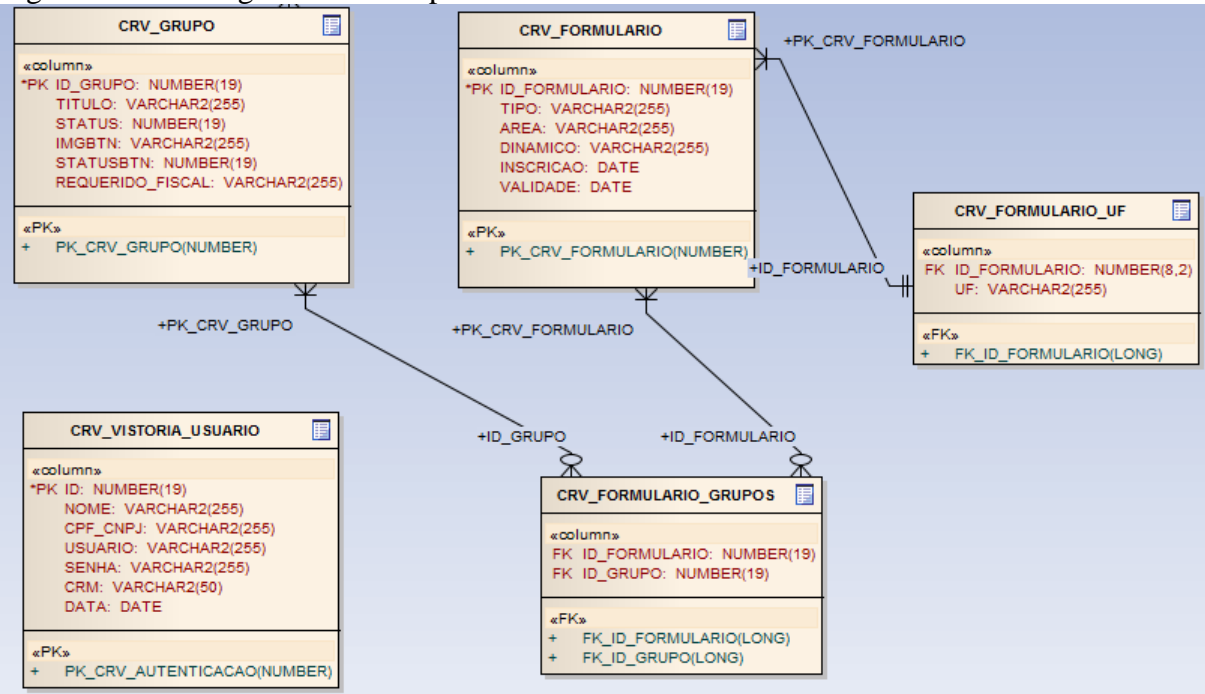 CRV_GRUPO
«column»
*PK ID_GRUPO: NUMBER(19)
TITULO: VARCHAR2(255)
STATUS: NUMBER(19)
IMGBTN: VARCHAR2(255)
STATUSBTN: NUMBER(19)
REQUERIDO_FISCAL: VARCHAR2(255)
«PK»
+ PK_CRV_GRUPO(NUMBER)
CRV_FORMULARIO
«column»
*PK ID_FORMULARIO: NUMBER(19)
TIPO: VARCHAR2(255)
AREA: VARCHAR2(255)
DINAMICO: VARCHAR2(255)
INSCRICAO: DATE
VALIDADE: DATE
«PK»
+ PK_CRV_FORMULARIO(NUMBER)
+PK_CRV_FORMULARIO
+ID_FORMULARIO
CRV_FORMULARIO_UF
«column»
FK ID_FORMULARIO: NUMBER(8,2)
UF: VARCHAR2(255)
«FK»
+ FK_ID_FORMULARIO(LONG)
+PK_CRV_GRUPO
+PK_CRV_FORMULARIO
+ID_GRUPO
+ID_FORMULARIO
CRV_VISTORIA_USUARIO
«column»
*PK ID: NUMBER(19)
NOME: VARCHAR2(255)
CPF_CNPJ: VARCHAR2(255)
USUARIO: VARCHAR2(255)
SENHA: VARCHAR2(255)
CRM: VARCHAR2(50)
DATA: DATE
«PK»
+ PK_CRV_AUTENTICACAO(NUMBER)
CRV_FORMULARIO_GRUPOS
«column»
FK ID_FORMULARIO: NUMBER(19)
FK ID_GRUPO: NUMBER(19)
«FK»
+ FK_ID_FORMULARIO(LONG)
+ FK_ID_GRUPO(LONG)